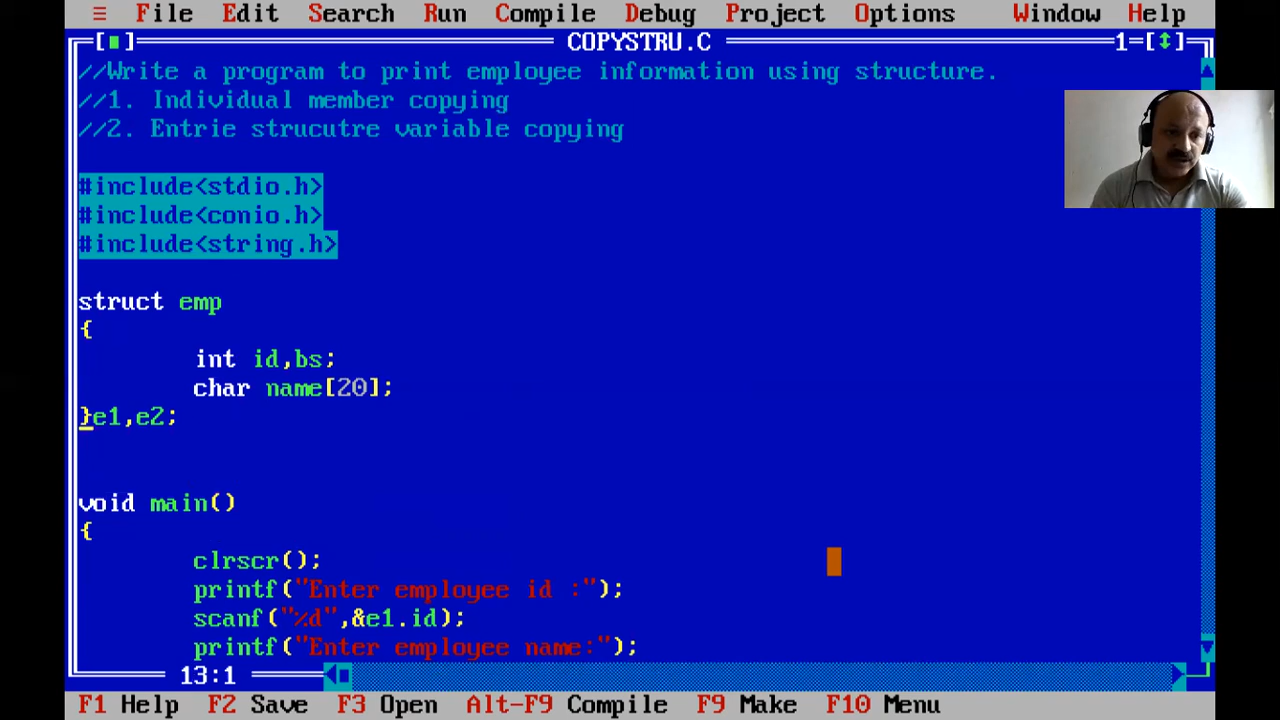 ≡ File Edit Search Run Compile Debug Project Options Window Help
[■] COPYSTRU.C 1=[↕]
//Write a program to print employee information using structure.
//1. Individual member copying
//2. Entrie strucutre variable copying
#include<stdio.h>
#include<conio.h>
#include<string.h>
struct emp
{
int id,bs;
char name[20];
}e1,e2;
void main()
{
clrscr();
printf("Enter employee id :");
scanf("%d",&e1.id);
printf("Enter employee name:");
13:1
F1 Help F2 Save F3 Open Alt-F9 Compile F9 Make F10 Menu